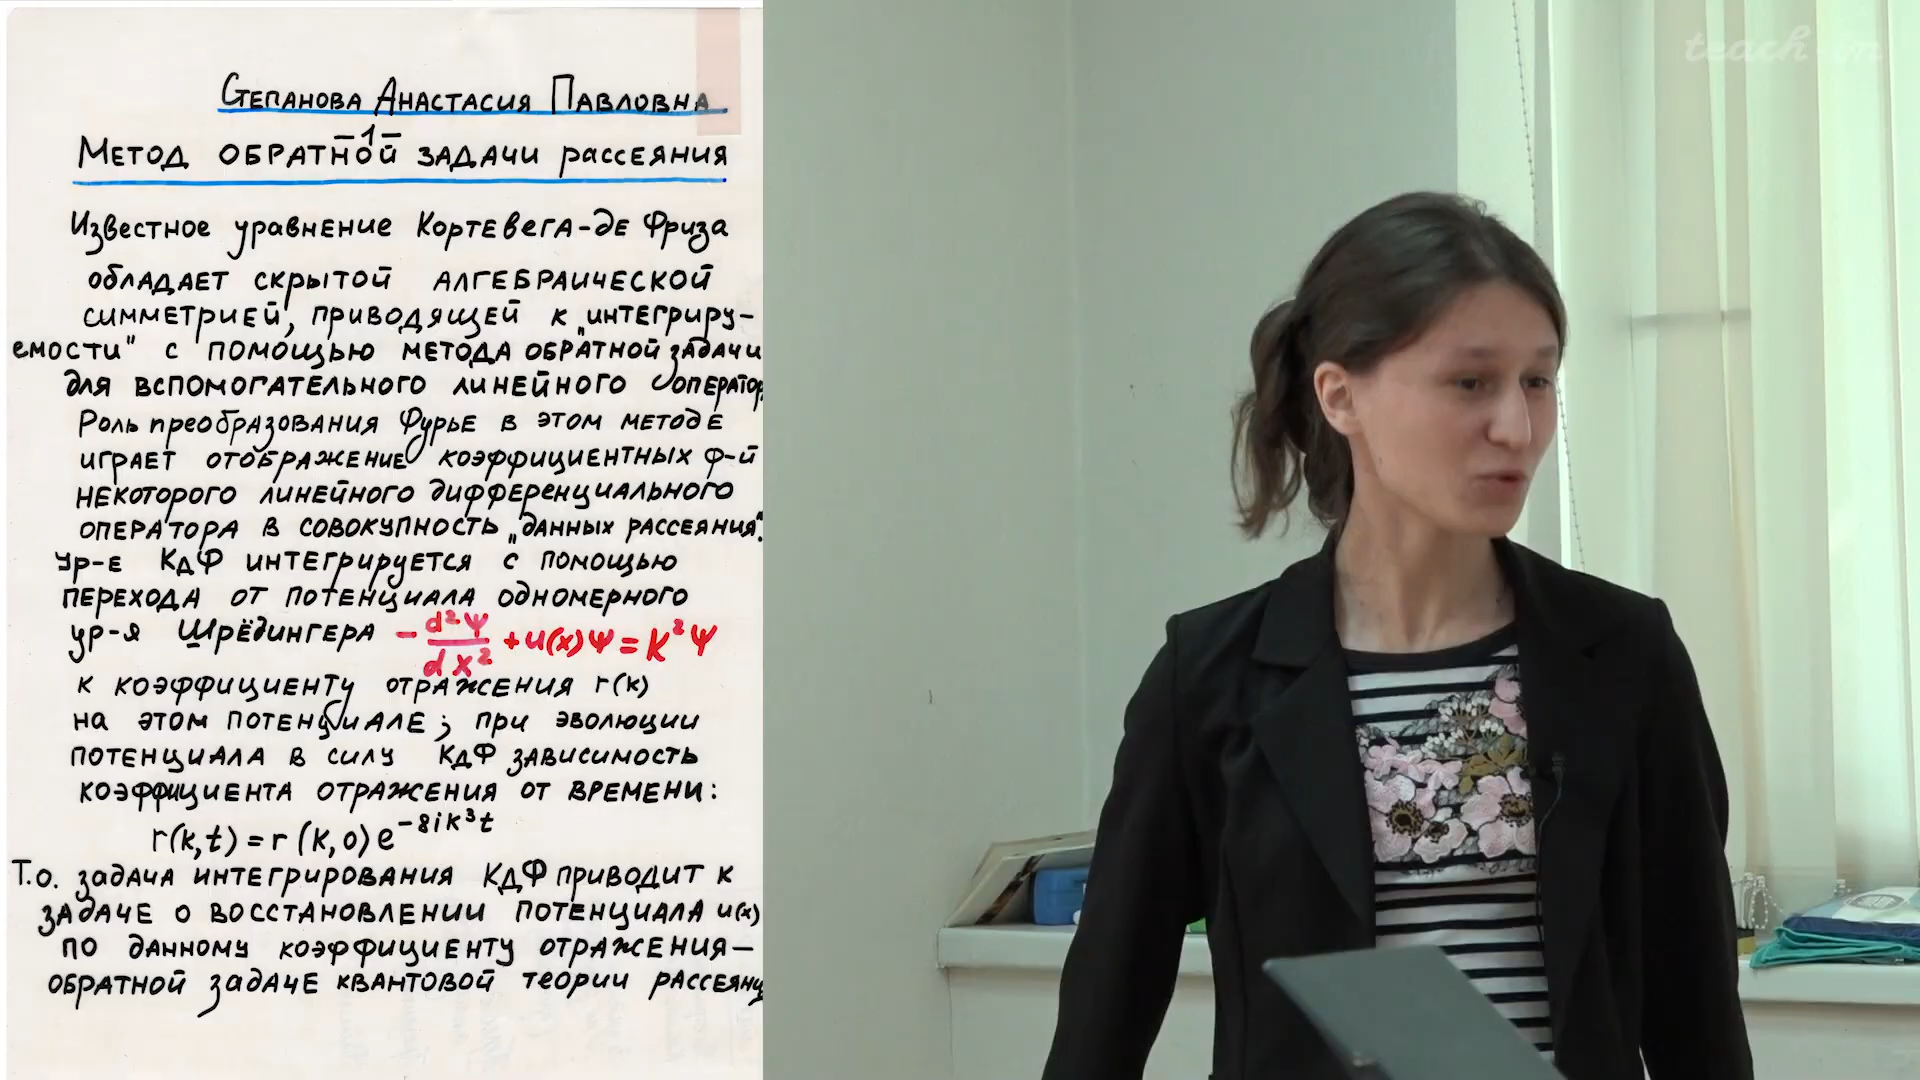 Степанова Анастасия Павловна
-1-
Метод обратной задачи рассеяния
Известное уравнение Кортевега-де Фриза
обладает скрытой алгебраической
симметрией, приводящей к „интегриру-
емости" с помощью метода обратной задачи
для вспомогательного линейного оператор
Роль преобразования Фурье в этом методе
играет отображение коэффициентных ф-й
некоторого линейного дифференциального
оператора в совокупность „данных рассеяния".
Ур-е КдФ интегрируется с помощью
перехода от потенциала одномерного
ур-я Шрёдингера -d²Ψ/dx² + u(x)Ψ = k²Ψ
к коэффициенту отражения r(k)
на этом потенциале; при эволюции
потенциала в силу КдФ зависимость
коэффициента отражения от времени:
r(k,t) = r(k,0)e^{-8ik³t}
Т.о. задача интегрирования КдФ приводит к
задаче о восстановлении потенциала u(x)
по данному коэффициенту отражения—
обратной задаче квантовой теории рассеяни
teach-in